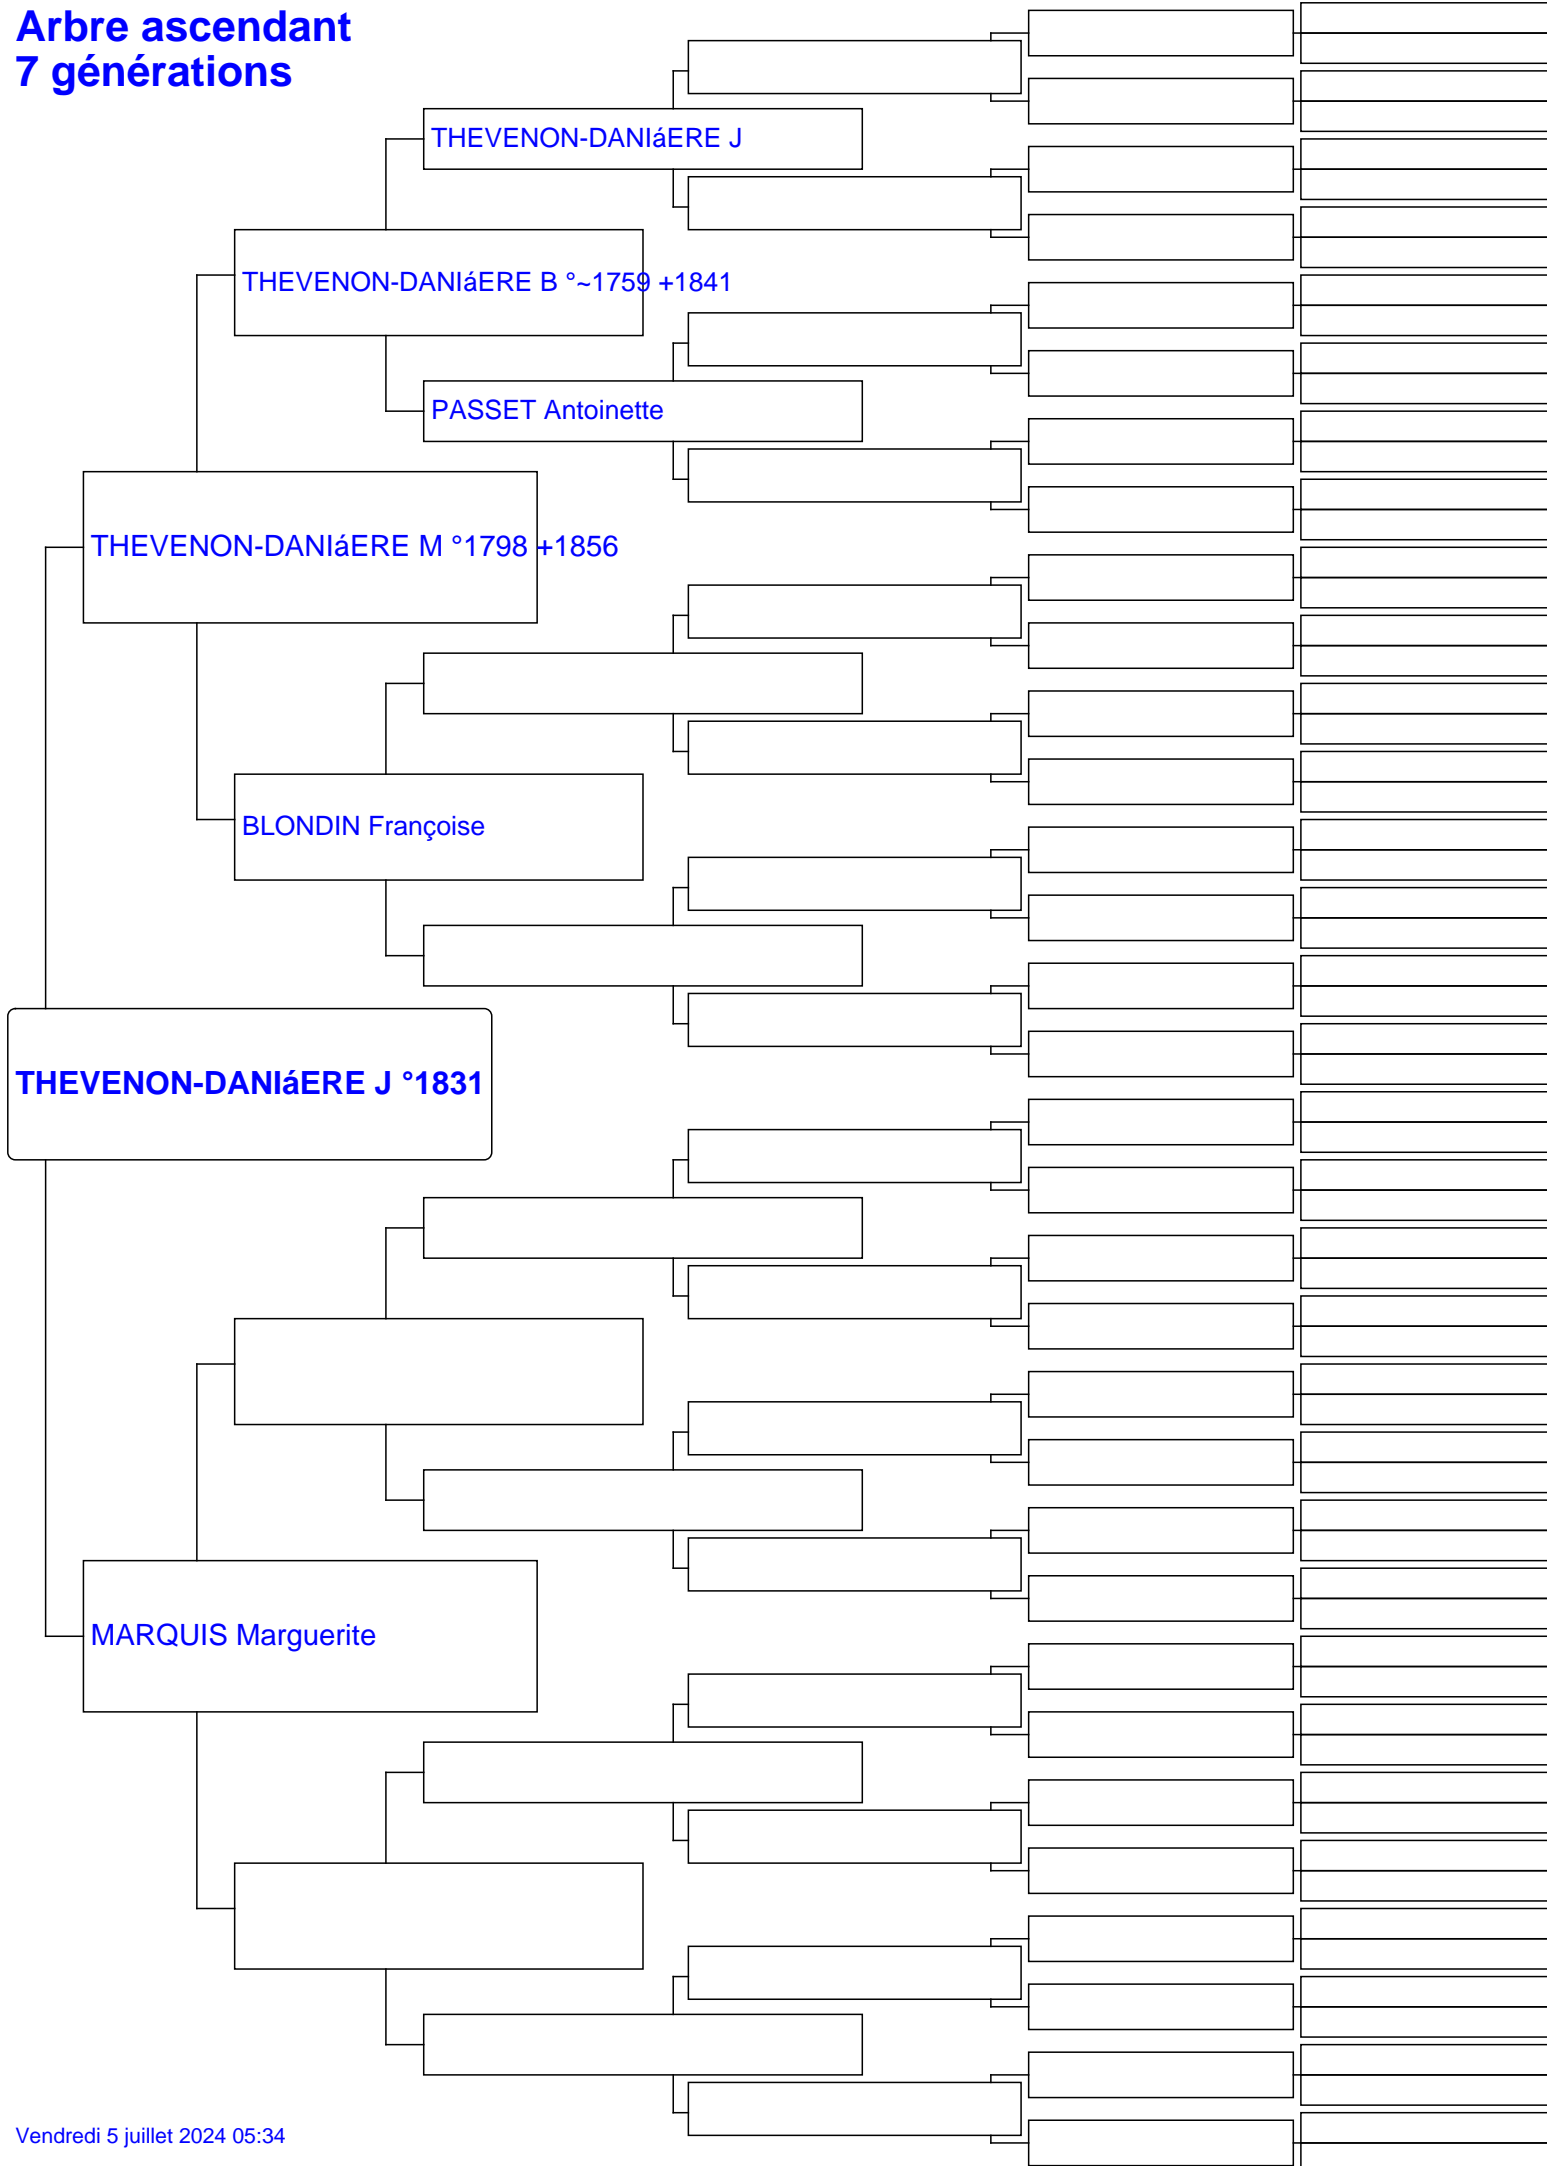 Arbre ascendant
7 générations
THEVENON-DANIáERE J
THEVENON-DANIáERE B °~1759 +1841
PASSET Antoinette
THEVENON-DANIáERE M °1798 +1856
BLONDIN Françoise
THEVENON-DANIáERE J °1831
MARQUIS Marguerite
Vendredi 5 juillet 2024 05:34